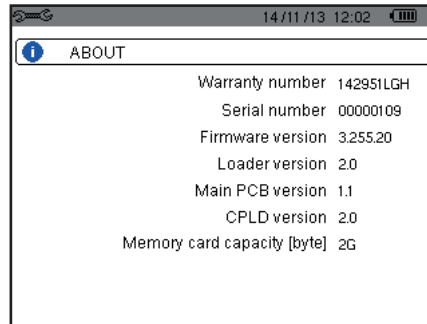 14/11/13 12:02
ABOUT
Warranty number 142951LGH
Serial number 00000109
Firmware version 3.255.20
Loader version 2.0
Main PCB version 1.1
CPLD version 2.0
Memory card capacity [byte] 2G